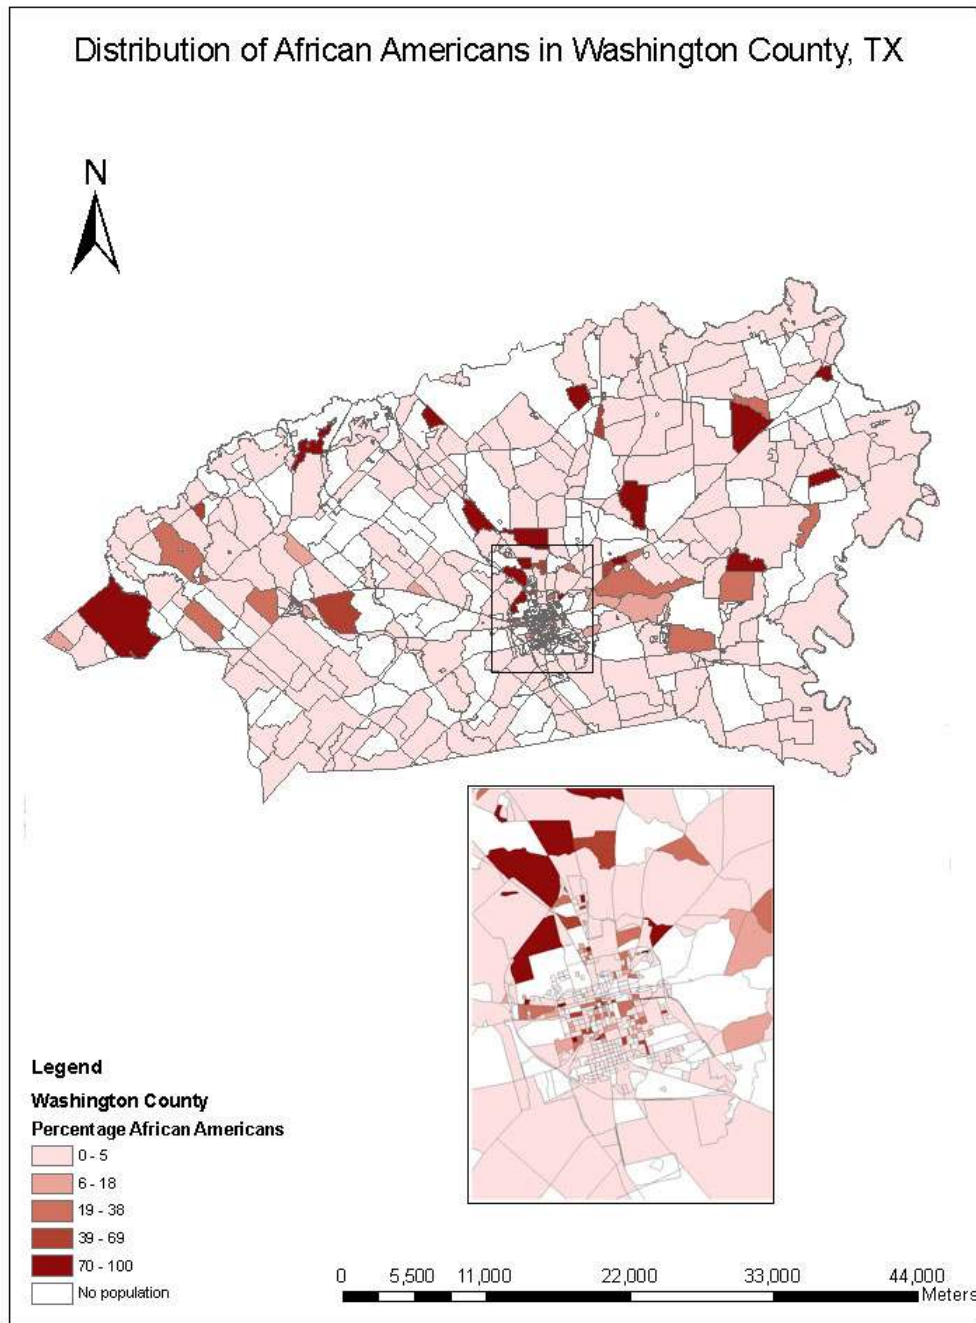 Distribution of African Americans in Washington County, TX
N
Legend
Washington County
Percentage African Americans
0 - 5
6 - 18
19 - 38
39 - 69
70 - 100
No population
0 5,500 11,000 22,000 33,000 44,000
Meters